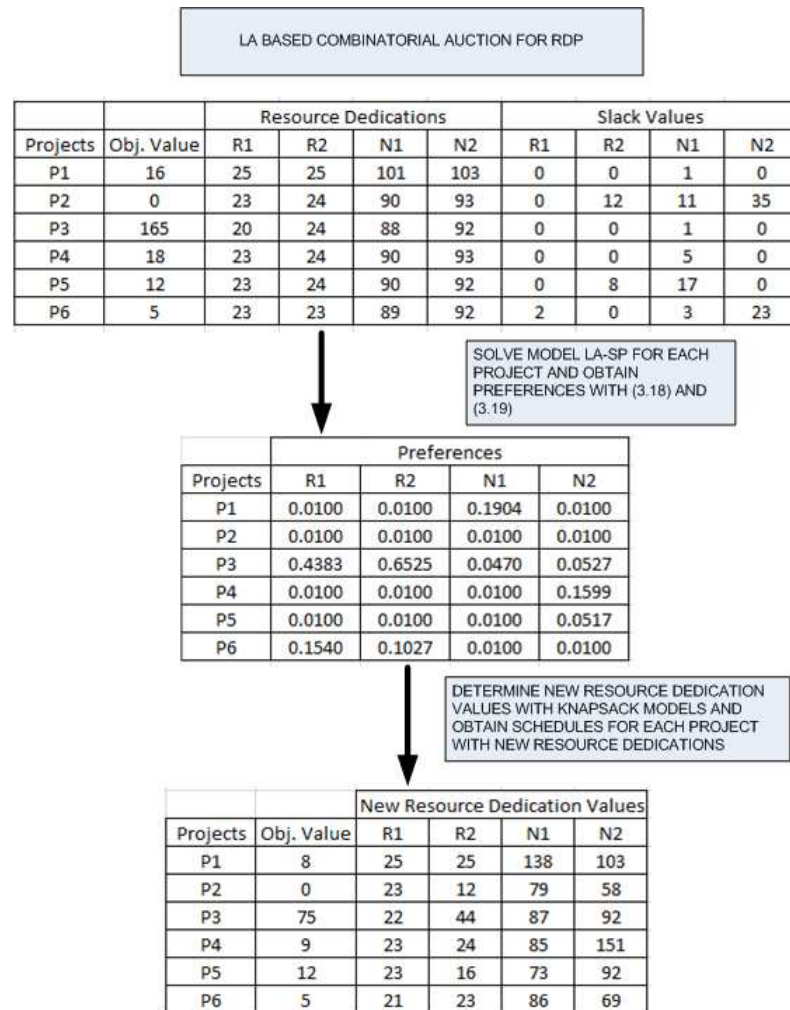 LA BASED COMBINATORIAL AUCTION FOR RDP
Resource Dedications Slack Values
Projects Obj. Value R1 R2 N1 N2 R1 R2 N1 N2
P1 16 25 25 101 103 0 0 1 0
P2 0 23 24 90 93 0 12 11 35
P3 165 20 24 88 92 0 0 1 0
P4 18 23 24 90 93 0 0 5 0
P5 12 23 24 90 92 0 8 17 0
P6 5 23 23 89 92 2 0 3 23
SOLVE MODEL LA-SP FOR EACH
PROJECT AND OBTAIN
PREFERENCES WITH (3.18) AND
(3.19)
Preferences
Projects R1 R2 N1 N2
P1 0.0100 0.0100 0.1904 0.0100
P2 0.0100 0.0100 0.0100 0.0100
P3 0.4383 0.6525 0.0470 0.0527
P4 0.0100 0.0100 0.0100 0.1599
P5 0.0100 0.0100 0.0100 0.0517
P6 0.1540 0.1027 0.0100 0.0100
DETERMINE NEW RESOURCE DEDICATION
VALUES WITH KNAPSACK MODELS AND
OBTAIN SCHEDULES FOR EACH PROJECT
WITH NEW RESOURCE DEDICATIONS
New Resource Dedication Values
Projects Obj. Value R1 R2 N1 N2
P1 8 25 25 138 103
P2 0 23 12 79 58
P3 75 22 44 87 92
P4 9 23 24 85 151
P5 12 23 16 73 92
P6 5 21 23 86 69